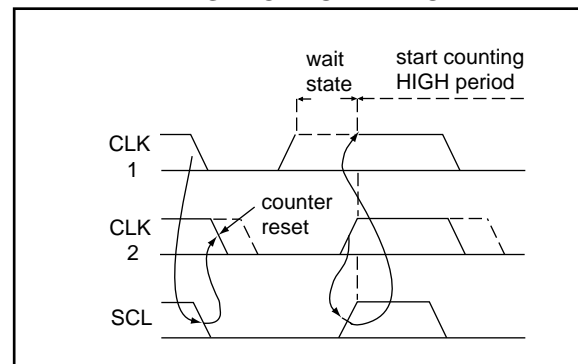 wait
state
start counting
HIGH period
CLK
1
counter
reset
CLK
2
SCL